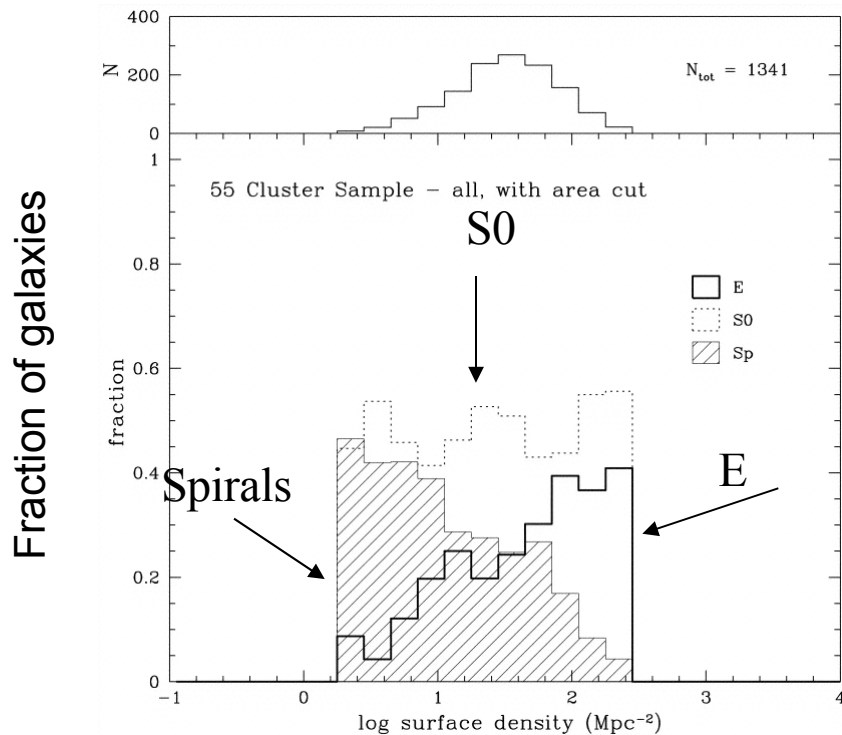 400
200
0
N
N_tot = 1341
Fraction of galaxies
1
0.8
0.6
0.4
0.2
0
fraction
55 Cluster Sample – all, with area cut
S0
E
S0
Sp
Spirals
E
-1
0
1
2
3
4
log surface density (Mpc⁻²)